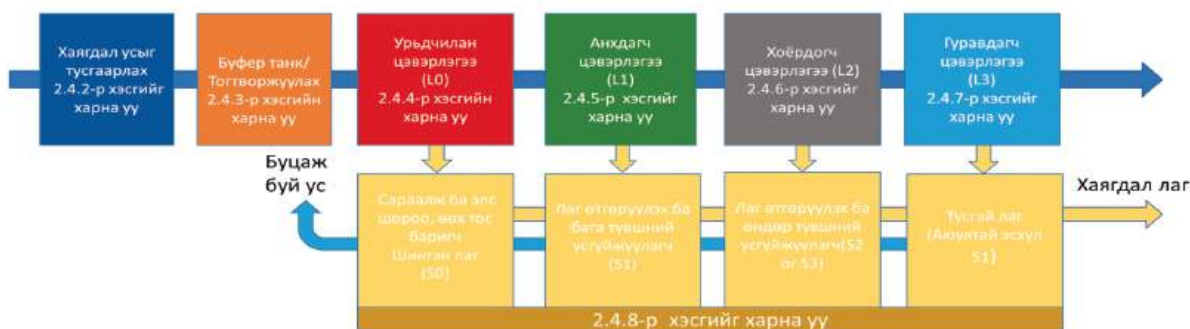 Хаягдал усыг
тусгаарлах
2.4.2-р хэсгийг
харна уу
Буфер танк/
Тогтворжуулах
2.4.3-р хэсгийн
харна уу
Урьдчилан
цэвэрлэгээ
(L0)
2.4.4-р хэсгийн
харна уу
Анхдагч
цэвэрлэгээ
(L1)
2.4.5-р хэсгийг
харна уу
Хоёрдогч
цэвэрлэгээ (L2)
2.4.6-р хэсгийг
харна уу
Гуравдагч
цэвэрлэгээ
(L3)
2.4.7-р хэсгийг
харна уу
Буцаж
буй ус
Сараалж ба элс
шороо, өөх тос
баригч
Шингэн лаг
(S0)
Лаг өтгөрүүлэх ба
бага түвшний
усгүйжүүлэгч
(S1)
Лаг өтгөрүүлэх ба
өндөр түвшний
усгүйжүүлэгч(S2
or S3)
Тусгай лаг
(Аюултай эсхүл
S1)
Хаягдал лаг
2.4.8-р хэсгийг харна уу